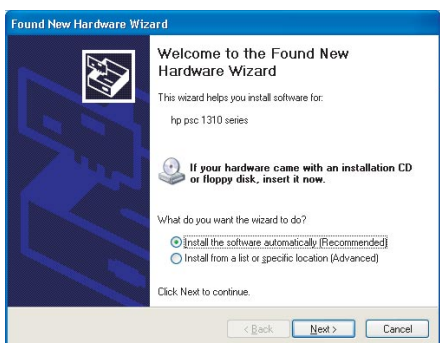 Found New Hardware Wizard
Welcome to the Found New
Hardware Wizard
This wizard helps you install software for:
hp psc 1310 series
If your hardware came with an installation CD
or floppy disk, insert it now.
What do you want the wizard to do?
Install the software automatically (Recommended)
Install from a list or specific location (Advanced)
Click Next to continue.
< Back Next > Cancel